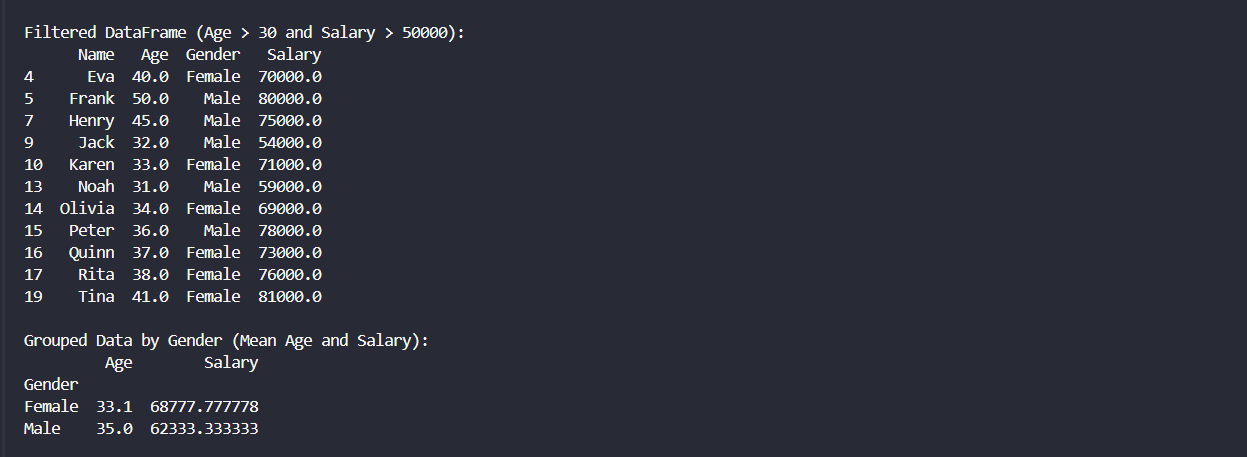 Filtered DataFrame (Age > 30 and Salary > 50000):
      Name   Age  Gender   Salary
4      Eva  40.0  Female  70000.0
5    Frank  50.0    Male  80000.0
7    Henry  45.0    Male  75000.0
9     Jack  32.0    Male  54000.0
10   Karen  33.0  Female  71000.0
13    Noah  31.0    Male  59000.0
14  Olivia  34.0  Female  69000.0
15   Peter  36.0    Male  78000.0
16   Quinn  37.0  Female  73000.0
17    Rita  38.0  Female  76000.0
19    Tina  41.0  Female  81000.0

Grouped Data by Gender (Mean Age and Salary):
         Age        Salary
Gender
Female  33.1  68777.777778
Male    35.0  62333.333333